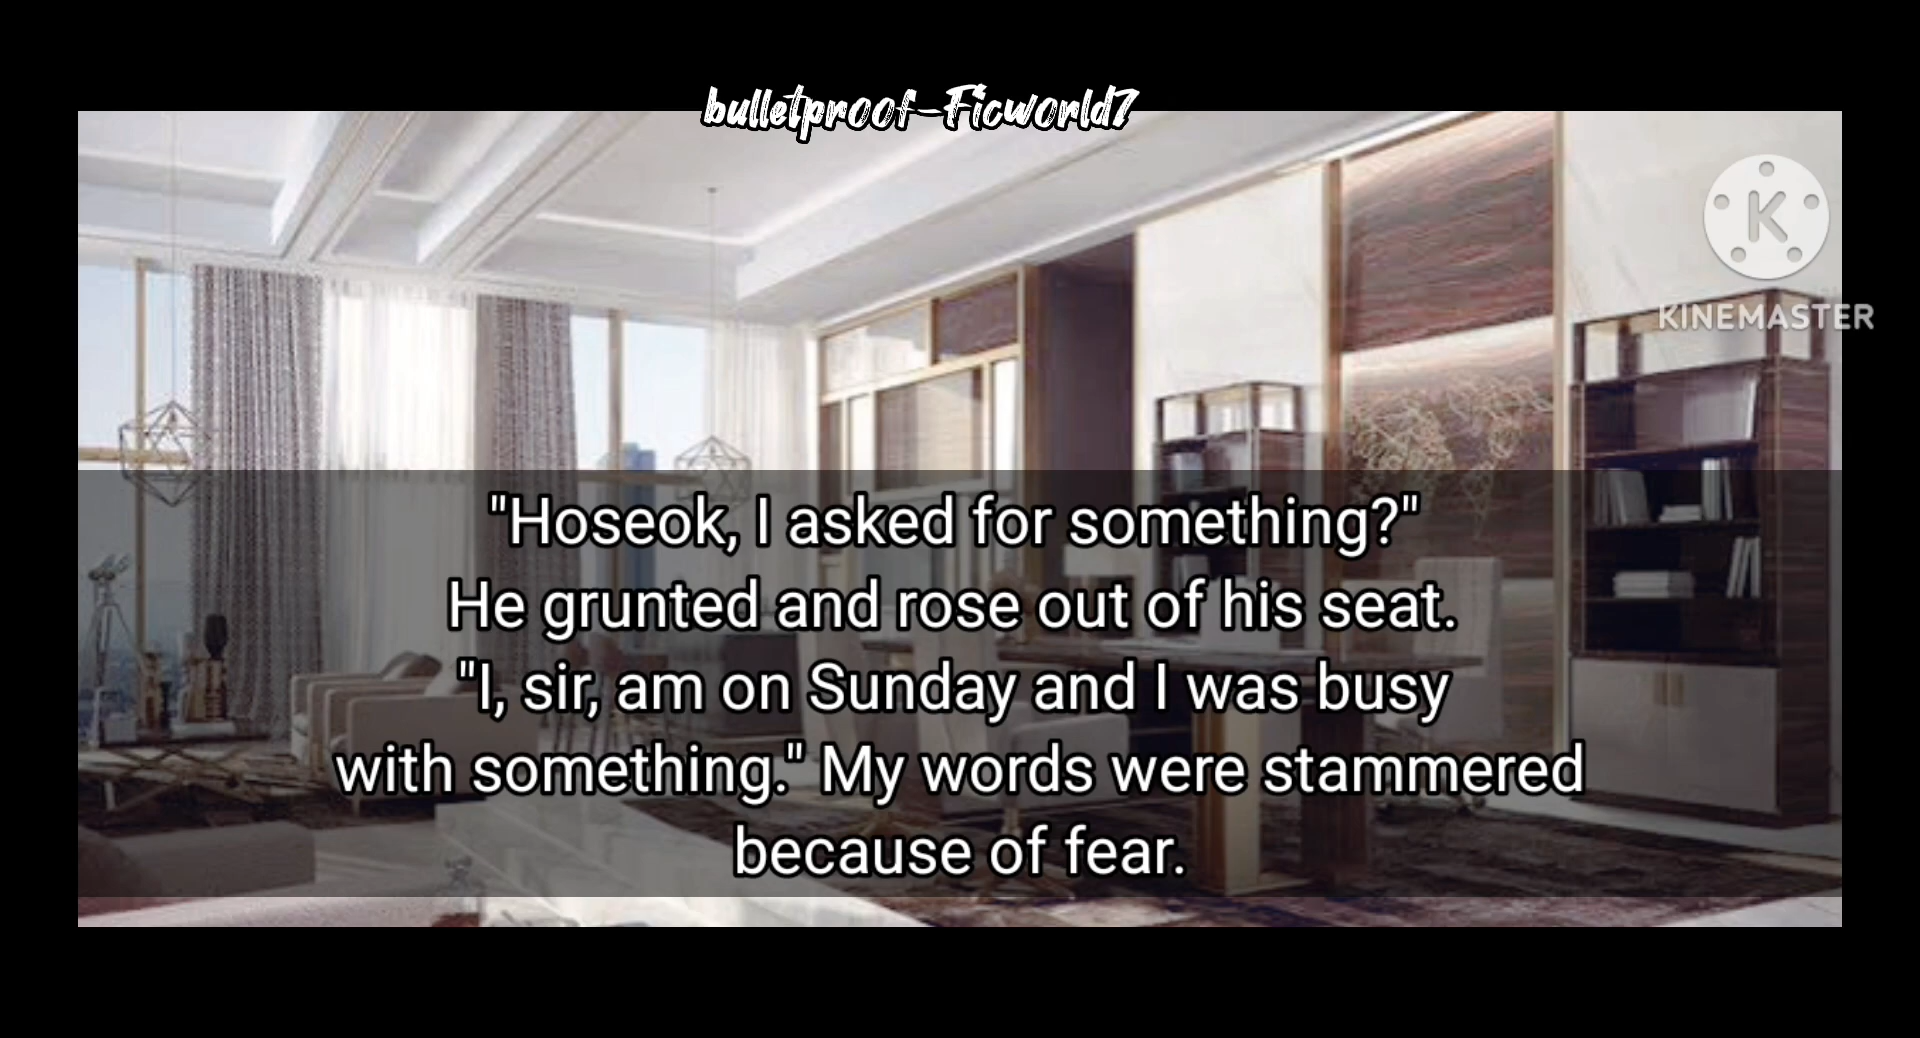 bulletproof-Ficworld7
K
KINEMASTER
"Hoseok, I asked for something?"
He grunted and rose out of his seat.
"I, sir, am on Sunday and I was busy
with something." My words were stammered
because of fear.